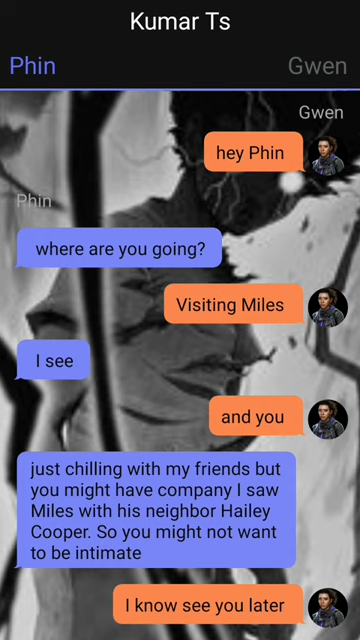 Kumar Ts
Phin
Gwen
Gwen
hey Phin
Phin
where are you going?
Visiting Miles
I see
and you
just chilling with my friends but
you might have company I saw
Miles with his neighbor Hailey
Cooper. So you might not want
to be intimate
I know see you later